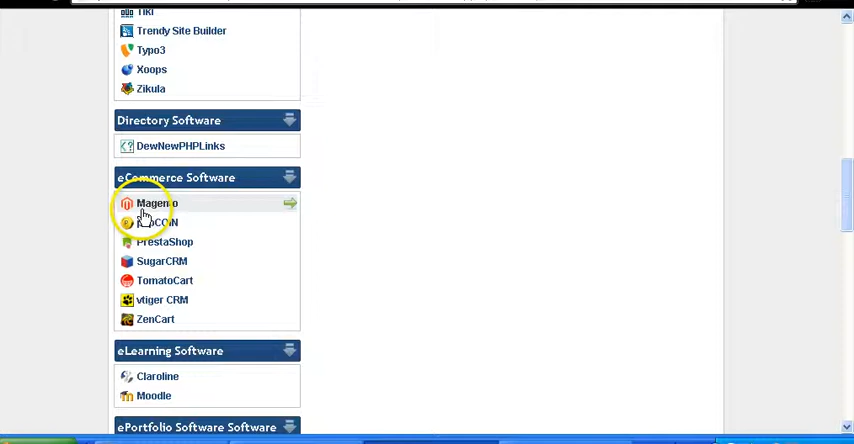 Tiki
Trendy Site Builder
Typo3
Xoops
Zikula
Directory Software
DewNewPHPLinks
eCommerce Software
Magento
PrestaShop
SugarCRM
TomatoCart
vtiger CRM
ZenCart
eLearning Software
Claroline
Moodle
ePortfolio Software Software